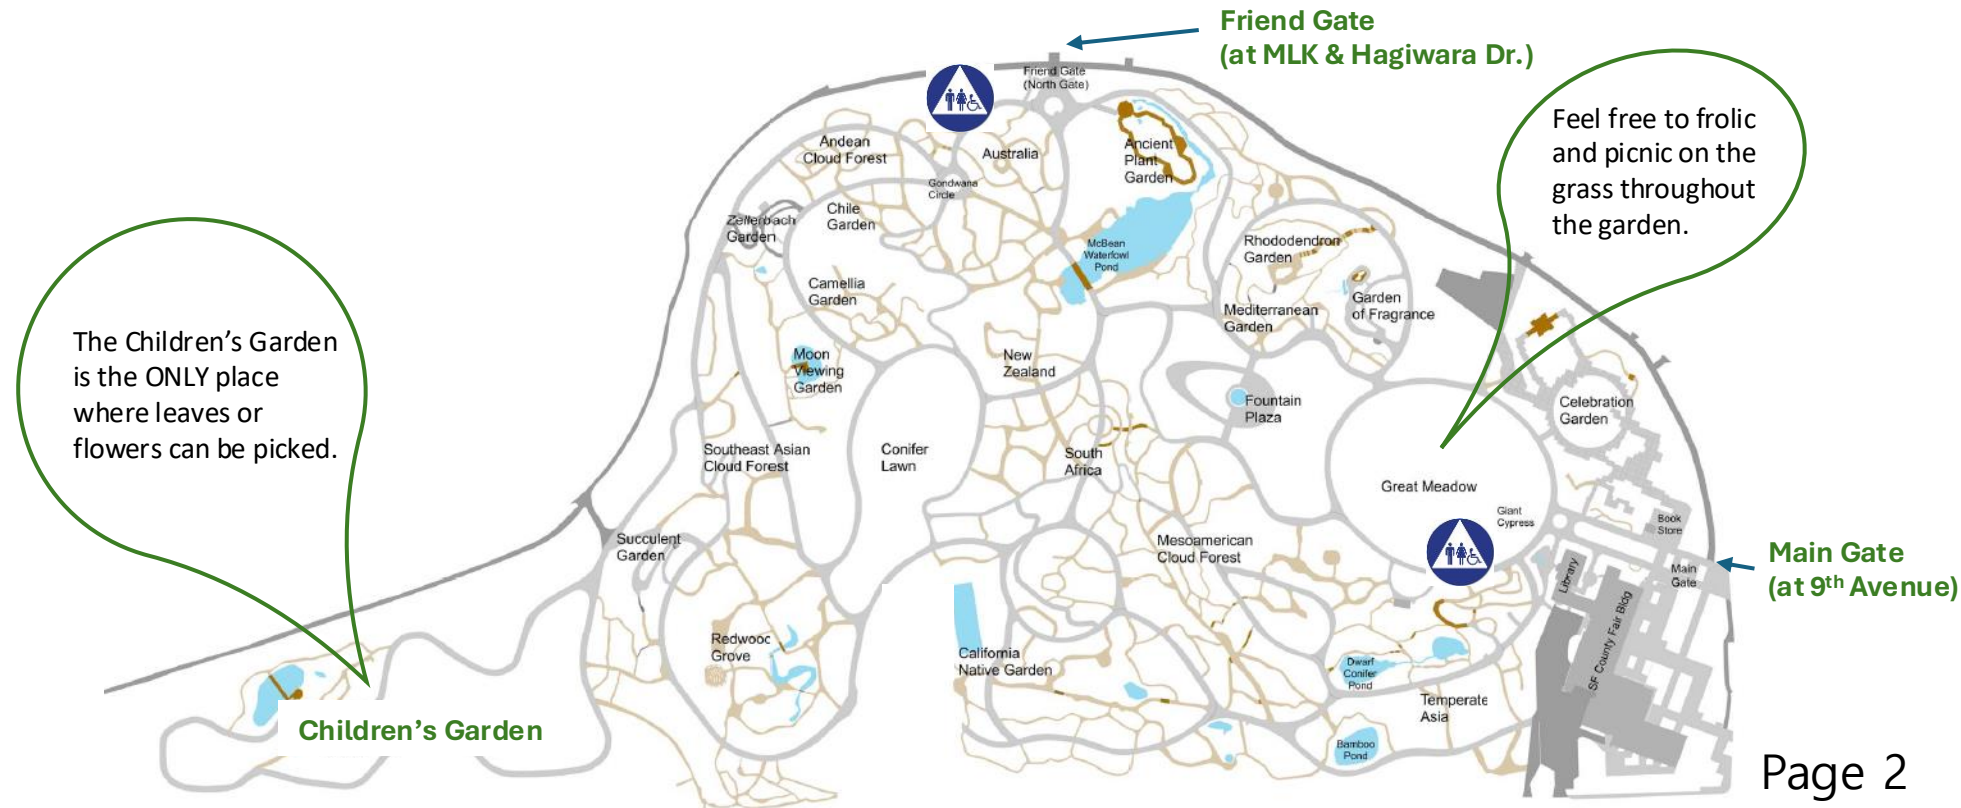 Friend Gate
(at MLK & Hagiwara Dr.)
Friend Gate
(North Gate)
Feel free to frolic
and picnic on the
grass throughout
the garden.
Andean
Cloud Forest
Australia
Ancient
Plant
Garden
Gondwana
Circle
Zellerbach
Garden
Chile
Garden
McBean
Waterfowl
Pond
Rhododendron
Garden
Camellia
Garden
Mediterranean
Garden
Garden
of Fragrance
The Children’s Garden
is the ONLY place
where leaves or
flowers can be picked.
Moon
Viewing
Garden
New
Zealand
Fountain
Plaza
Celebration
Garden
Southeast Asian
Cloud Forest
Conifer
Lawn
South
Africa
Great Meadow
Giant
Cypress
Book
Store
Succulent
Garden
Mesoamerican
Cloud Forest
Library
Main
Gate
Main Gate
(at 9th Avenue)
SF County Fair Bldg
Redwooc
Grove
California
Native Garden
Dwarf
Conifer
Pond
Temperate
Asia
Children’s Garden
Bamboo
Pond
Page 2